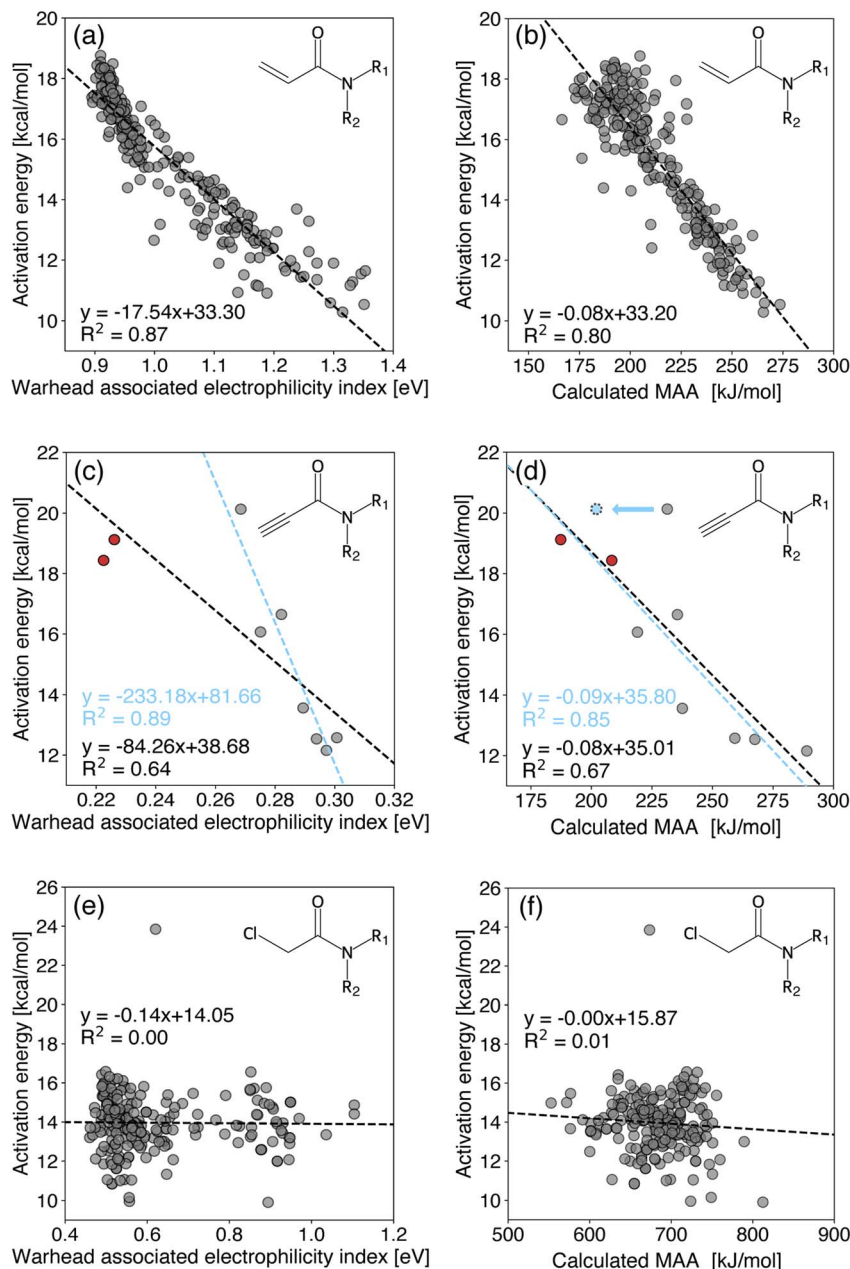 (a)
O
N
R1
R2
Activation energy [kcal/mol]
20
18
16
14
12
10
y = -17.54x+33.30
R2 = 0.87
0.9 1.0 1.1 1.2 1.3 1.4
Warhead associated electrophilicity index [eV]
(b)
O
N
R1
R2
Activation energy [kcal/mol]
20
18
16
14
12
10
y = -0.08x+33.20
R2 = 0.80
150 175 200 225 250 275 300
Calculated MAA [kJ/mol]
(c)
O
N
R1
R2
Activation energy [kcal/mol]
22
20
18
16
14
12
y = -233.18x+81.66
R2 = 0.89
y = -84.26x+38.68
R2 = 0.64
0.22 0.24 0.26 0.28 0.30 0.32
Warhead associated electrophilicity index [eV]
(d)
O
N
R1
R2
Activation energy [kcal/mol]
22
20
18
16
14
12
y = -0.09x+35.80
R2 = 0.85
y = -0.08x+35.01
R2 = 0.67
175 200 225 250 275 300
Calculated MAA [kJ/mol]
(e)
Cl
O
N
R1
R2
Activation energy [kcal/mol]
26
24
22
20
18
16
14
12
10
y = -0.14x+14.05
R2 = 0.00
0.4 0.6 0.8 1.0 1.2
Warhead associated electrophilicity index [eV]
(f)
Cl
O
N
R1
R2
Activation energy [kcal/mol]
26
24
22
20
18
16
14
12
10
y = -0.00x+15.87
R2 = 0.01
500 600 700 800 900
Calculated MAA [kJ/mol]